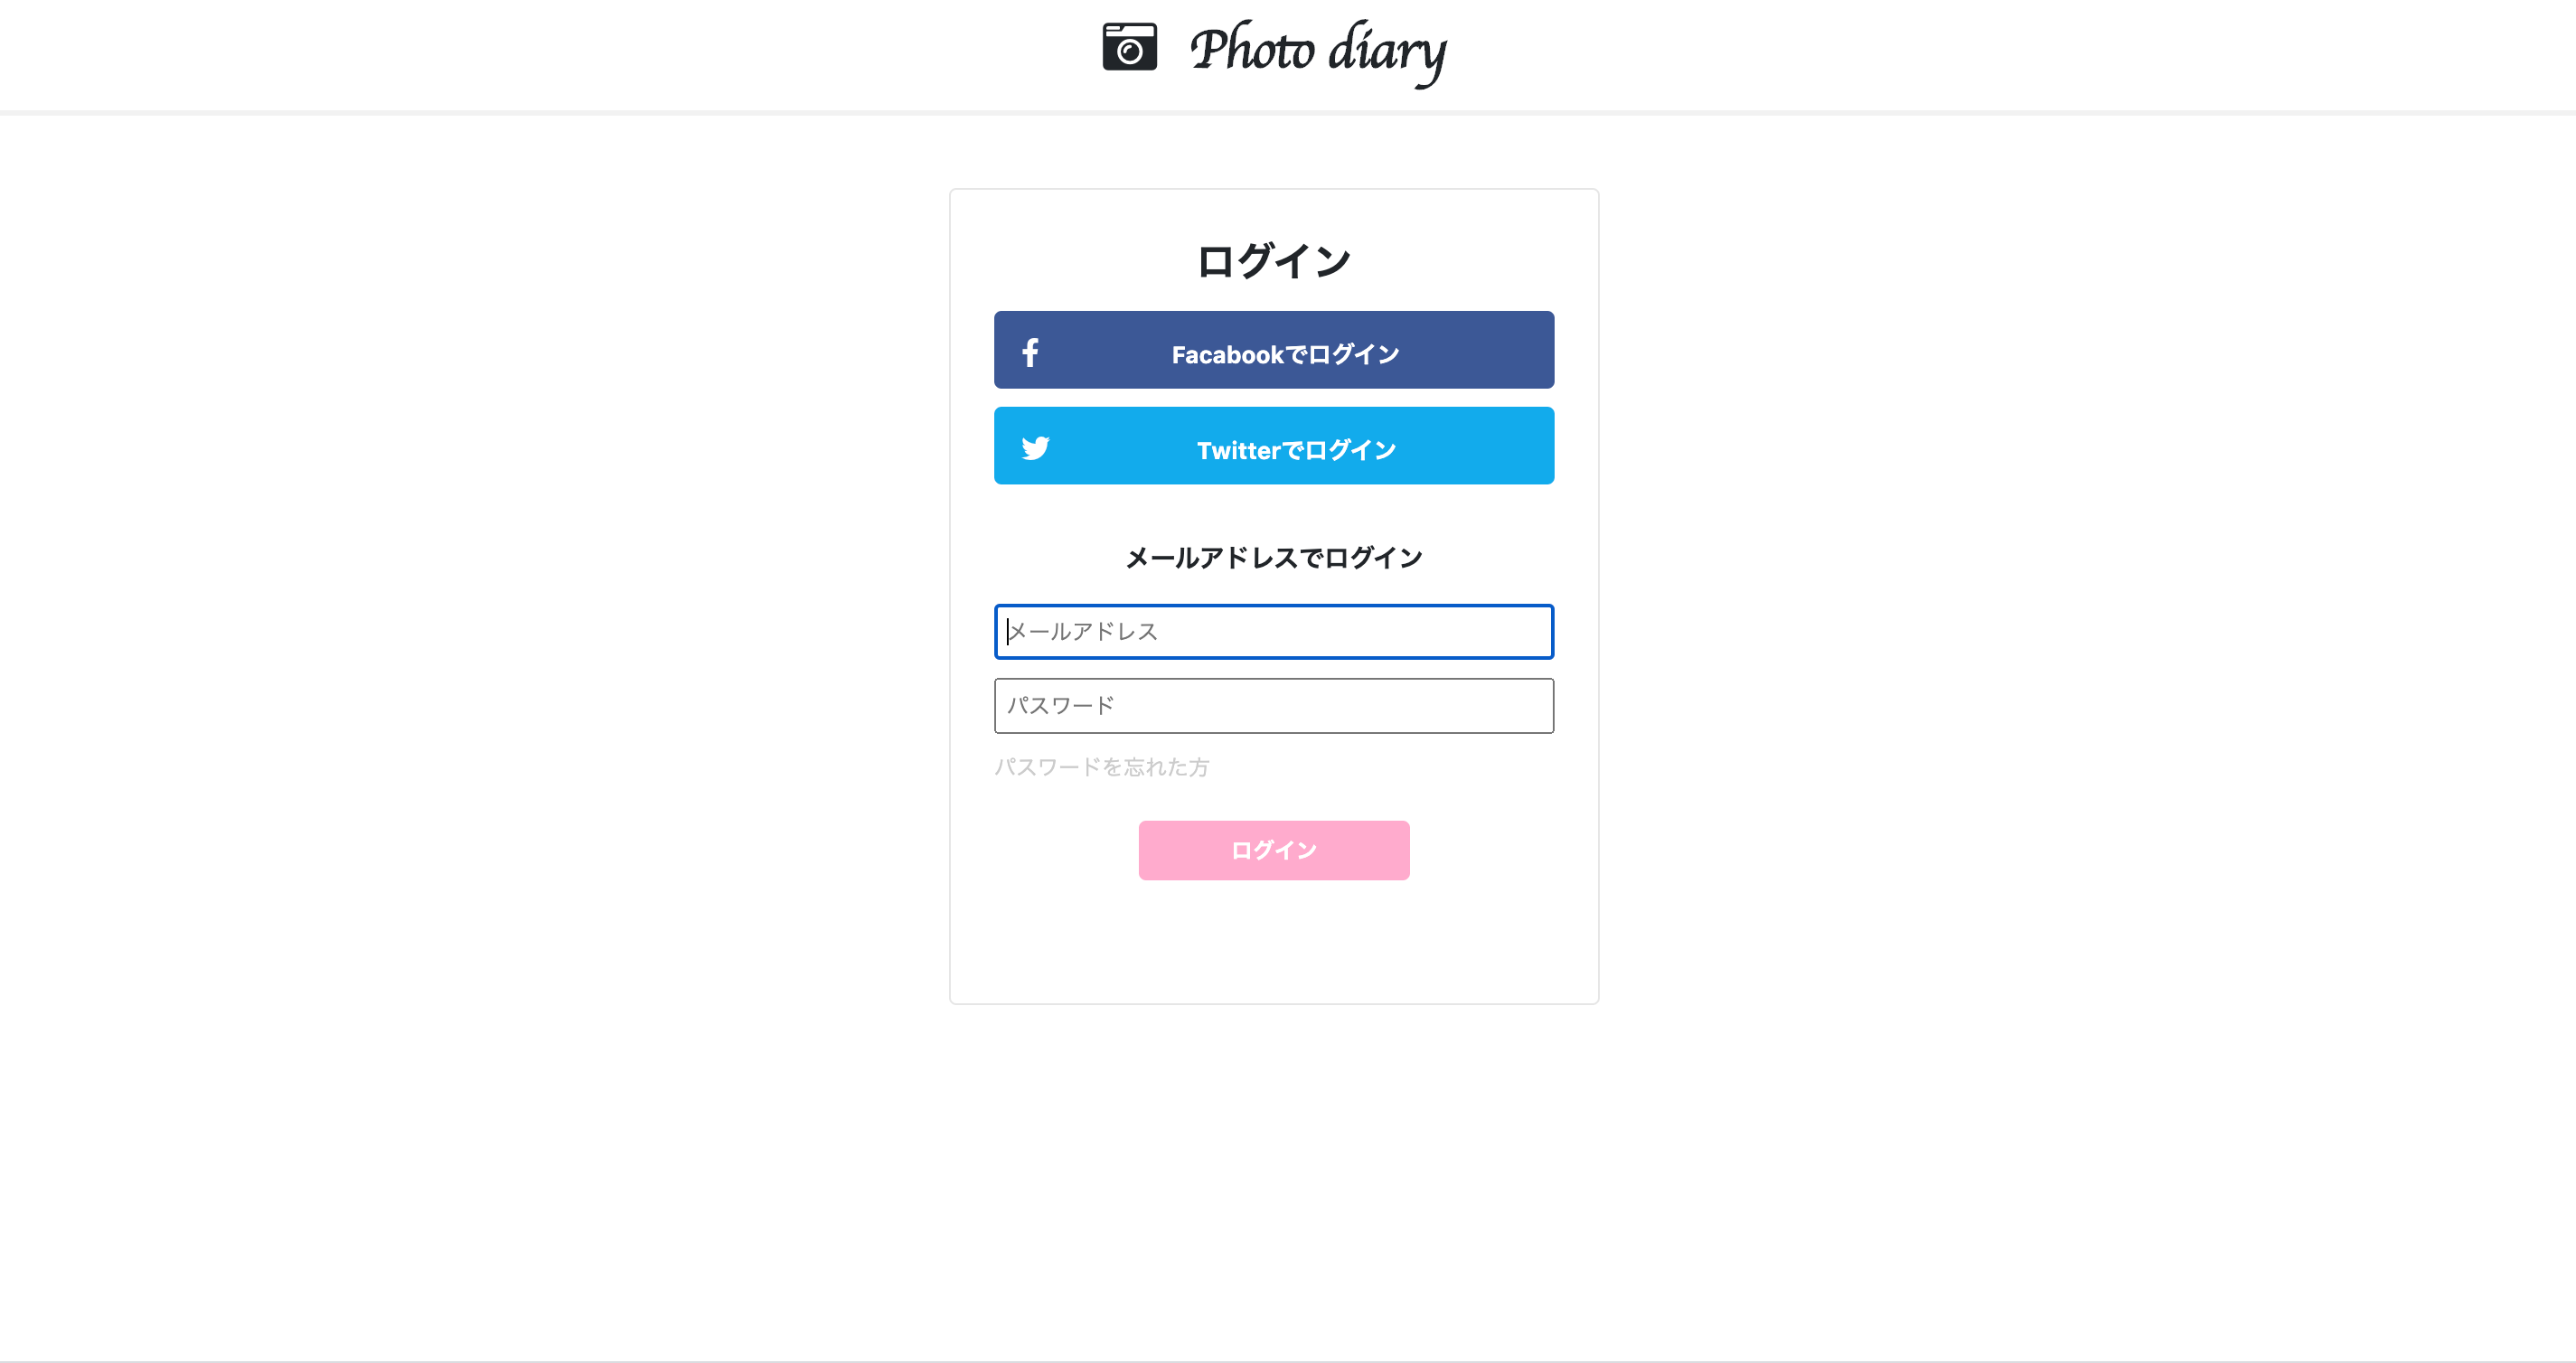 Photo diary
ログイン
Facabookでログイン
Twitterでログイン
メールアドレスでログイン
メールアドレス
パスワード
パスワードを忘れた方
ログイン